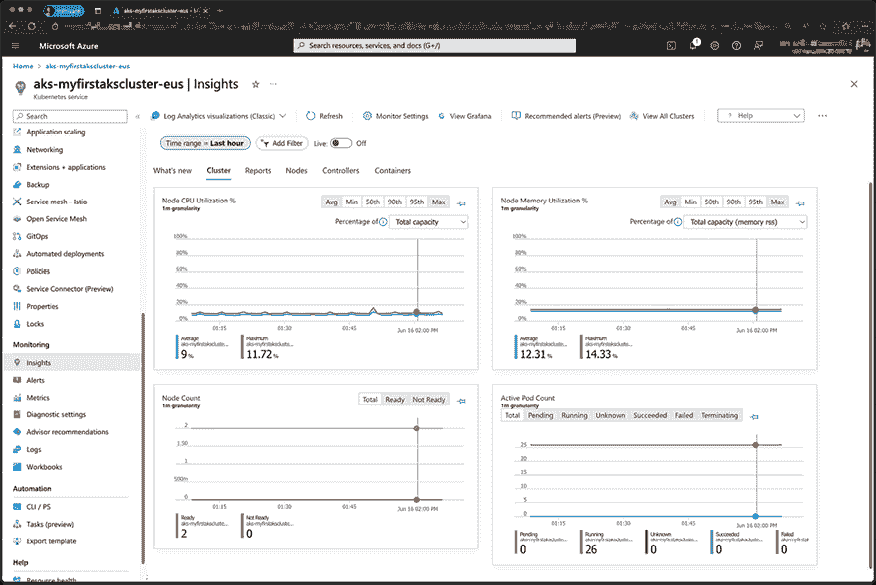 aks-myfirstakscluster-eus
Microsoft Azure
Search resources, services, and docs (G+/)
1
Home > aks-myfirstakscluster-eus
aks-myfirstakscluster-eus | Insights
Kubernetes service
Search
Log Analytics visualizations (Classic)
Refresh
Monitor Settings
View Grafana
Recommended alerts (Preview)
View All Clusters
? Help
Application scaling
Networking
Extensions + applications
Backup
Service mesh - Istio
Open Service Mesh
GitOps
Automated deployments
Policies
Service Connector (Preview)
Properties
Locks
Monitoring
Insights
Alerts
Metrics
Diagnostic settings
Advisor recommendations
Logs
Workbooks
Automation
CLI / PS
Tasks (preview)
Export template
Help
Resource health
Time range = Last hour
Add Filter
Live: Off
What's new Cluster Reports Nodes Controllers Containers
Node CPU Utilization %
1m granularity
Avg Min 50th 90th 95th Max
Percentage of Total capacity
100%
80%
60%
40%
20%
0%
01:15 01:30 01:45 Jun 16 02:00 PM
Average
aks-myfirstakscluste...
9 %
Maximum
aks-myfirstakscluste...
11.72 %
Node Memory Utilization %
1m granularity
Avg Min 50th 90th 95th Max
Percentage of Total capacity (memory rss)
100%
80%
60%
40%
20%
0%
01:15 01:30 01:45 Jun 16 02:00 PM
Average
aks-myfirstakscluste...
12.31 %
Maximum
aks-myfirstakscluste...
14.33 %
Node Count
1m granularity
Total Ready Not Ready
2
1.50
1
500m
0
01:15 01:30 01:45 Jun 16 02:00 PM
Ready
aks-myfirstakscluste...
2
Not Ready
aks-myfirstakscluste...
0
Active Pod Count
1m granularity
Total Pending Running Unknown Succeeded Failed Terminating
25
20
15
10
5
0
01:15 01:30 01:45 Jun 16 02:00 PM
Pending
aks-myfirstakscluste...
0
Running
aks-myfirstakscluste...
26
Unknown
aks-myfirstakscluste...
0
Succeeded
aks-myfirstakscluste...
0
Failed
aks-myfirst
0